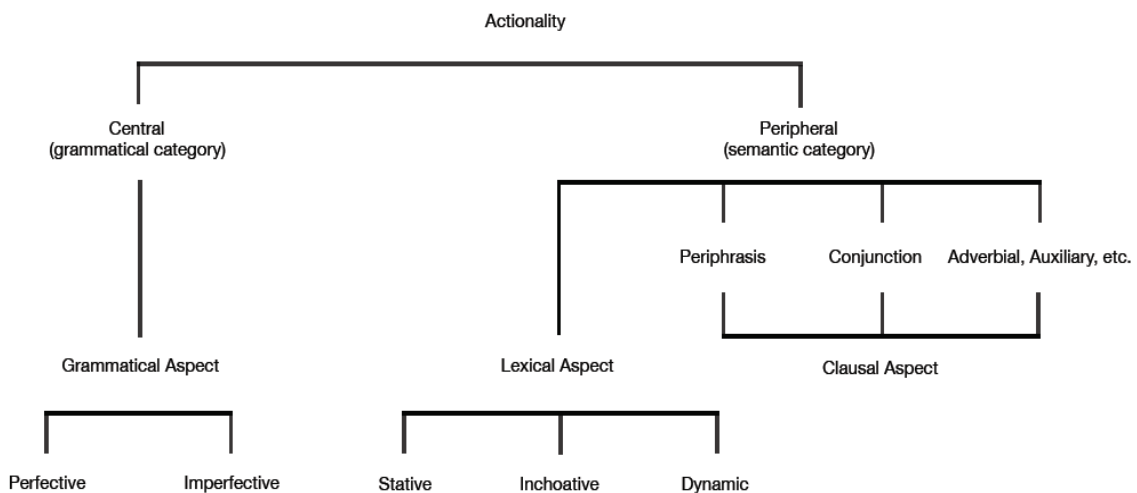 Actionality
Central
(grammatical category)
Peripheral
(semantic category)
Periphrasis
Conjunction
Adverbial, Auxiliary, etc.
Grammatical Aspect
Lexical Aspect
Clausal Aspect
Perfective
Imperfective
Stative
Inchoative
Dynamic